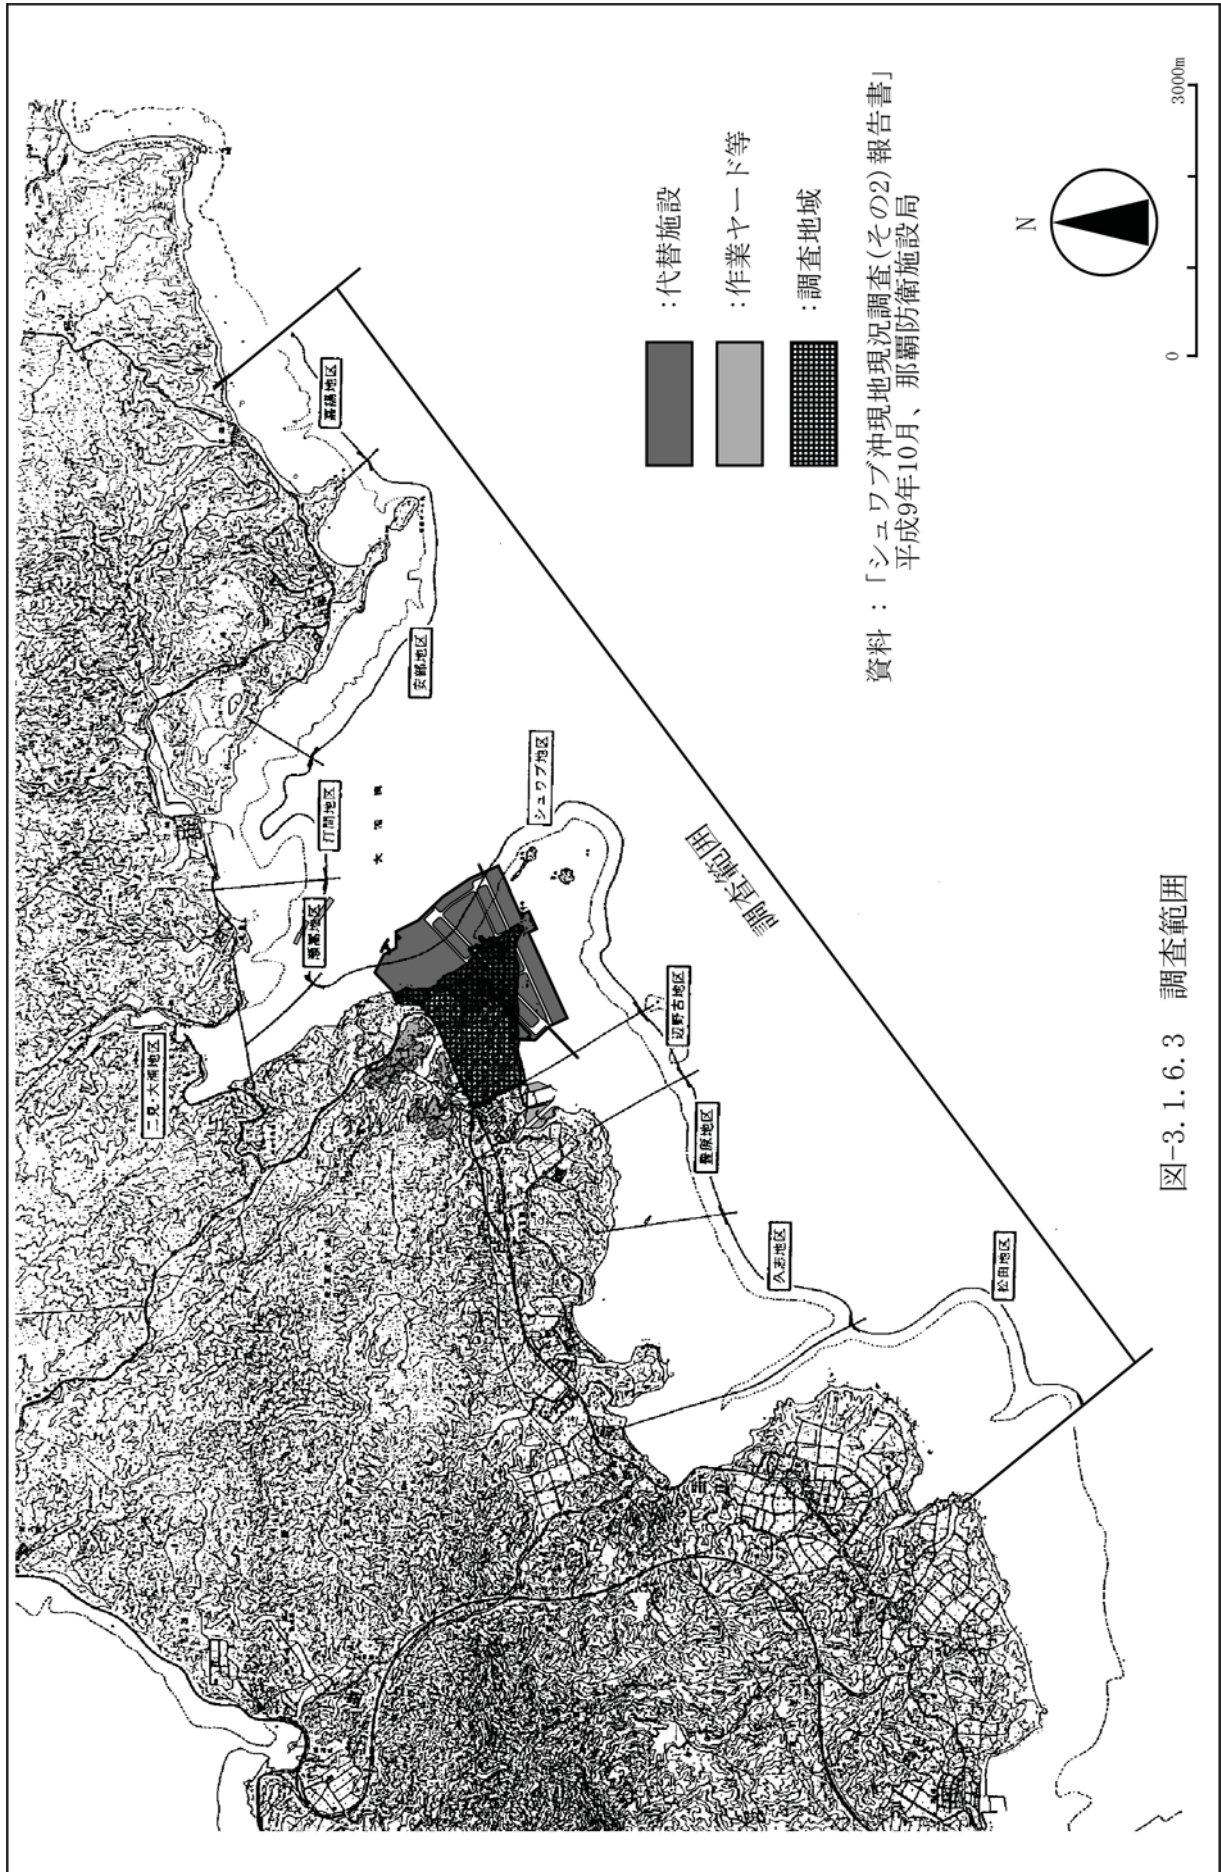 嘉陽地区
安部地区
汀間地区
瀬嵩地区
二見・大浦地区
大浦湾
シュワブ地区
辺野古地区
豊原地区
久志地区
松田地区
調査範囲
:代替施設
:作業ヤード等
:調査地域
資料:「シュワブ沖現地現況調査(その2)報告書」
平成9年10月、那覇防衛施設局
N
0
3000m
図-3.1.6.3 調査範囲